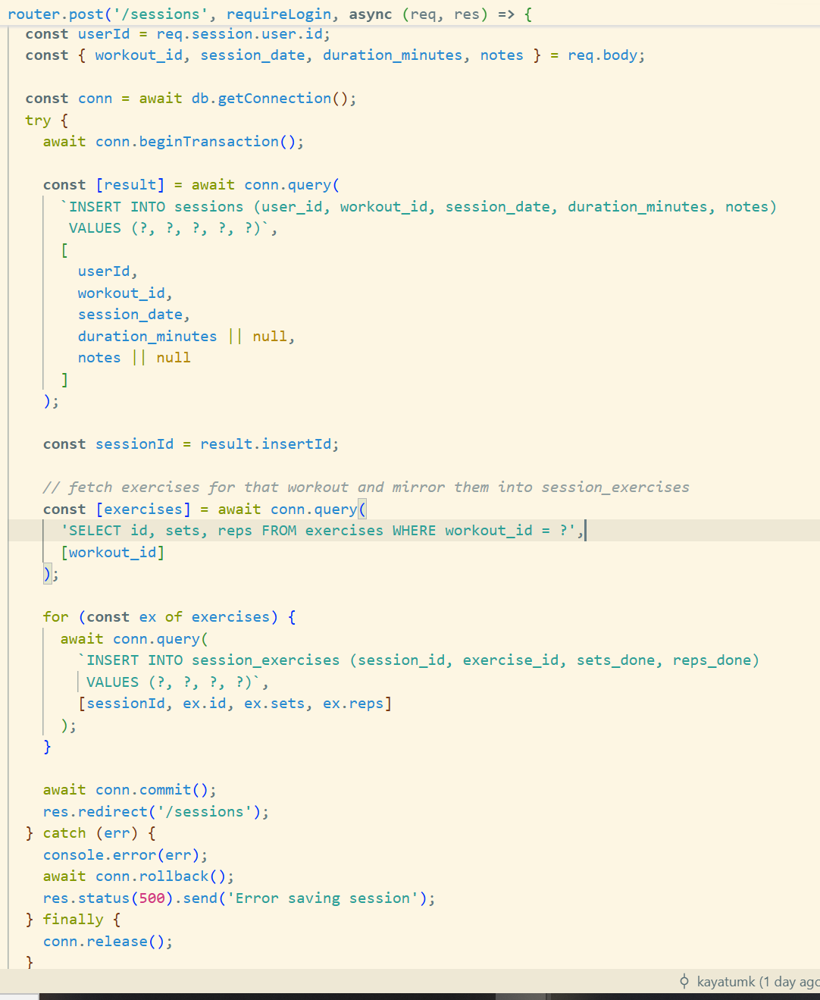 router.post('/sessions', requireLogin, async (req, res) => {
  const userId = req.session.user.id;
  const { workout_id, session_date, duration_minutes, notes } = req.body;

  const conn = await db.getConnection();
  try {
    await conn.beginTransaction();

    const [result] = await conn.query(
      `INSERT INTO sessions (user_id, workout_id, session_date, duration_minutes, notes)
       VALUES (?, ?, ?, ?, ?)`,
      [
        userId,
        workout_id,
        session_date,
        duration_minutes || null,
        notes || null
      ]
    );

    const sessionId = result.insertId;

    // fetch exercises for that workout and mirror them into session_exercises
    const [exercises] = await conn.query(
      'SELECT id, sets, reps FROM exercises WHERE workout_id = ?',
      [workout_id]
    );

    for (const ex of exercises) {
      await conn.query(
        `INSERT INTO session_exercises (session_id, exercise_id, sets_done, reps_done)
         VALUES (?, ?, ?, ?)`,
        [sessionId, ex.id, ex.sets, ex.reps]
      );
    }

    await conn.commit();
    res.redirect('/sessions');
  } catch (err) {
    console.error(err);
    await conn.rollback();
    res.status(500).send('Error saving session');
  } finally {
    conn.release();
  }
kayatumk (1 day ago